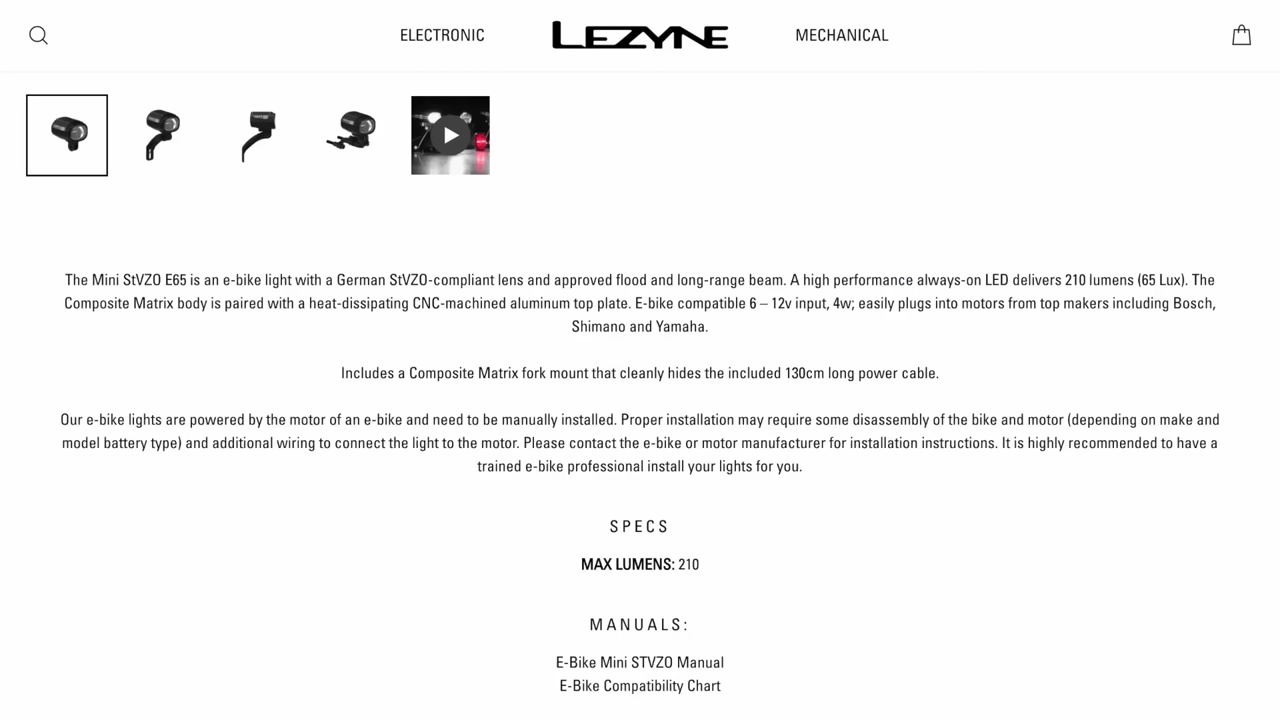 ELECTRONIC
LEZYNE
MECHANICAL
The Mini StVZO E65 is an e-bike light with a German StVZO-compliant lens and approved flood and long-range beam. A high performance always-on LED delivers 210 lumens (65 Lux). The
Composite Matrix body is paired with a heat-dissipating CNC-machined aluminum top plate. E-bike compatible 6 – 12v input, 4w; easily plugs into motors from top makers including Bosch,
Shimano and Yamaha.
Includes a Composite Matrix fork mount that cleanly hides the included 130cm long power cable.
Our e-bike lights are powered by the motor of an e-bike and need to be manually installed. Proper installation may require some disassembly of the bike and motor (depending on make and
model battery type) and additional wiring to connect the light to the motor. Please contact the e-bike or motor manufacturer for installation instructions. It is highly recommended to have a
trained e-bike professional install your lights for you.
SPECS
MAX LUMENS: 210
MANUALS:
E-Bike Mini STVZO Manual
E-Bike Compatibility Chart